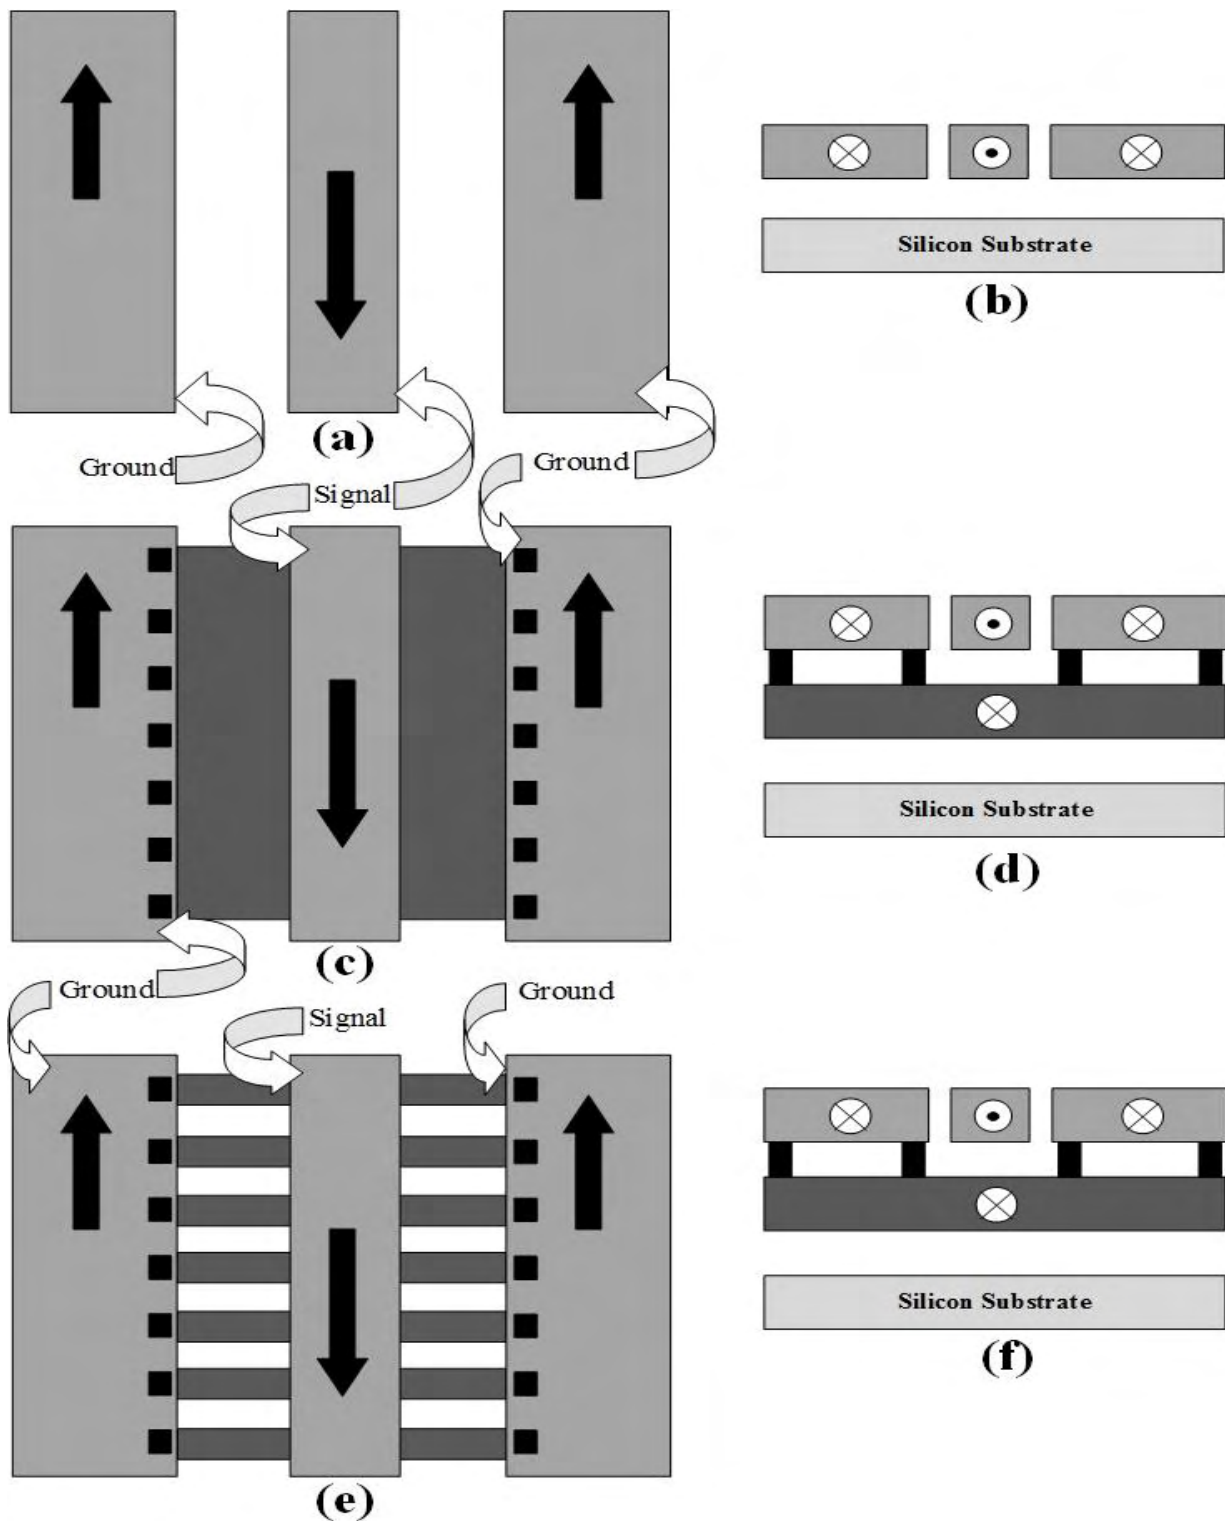 Silicon Substrate
(b)
(a)
Ground
Ground
Signal
Silicon Substrate
(d)
(c)
Ground
Ground
Signal
Silicon Substrate
(f)
(e)